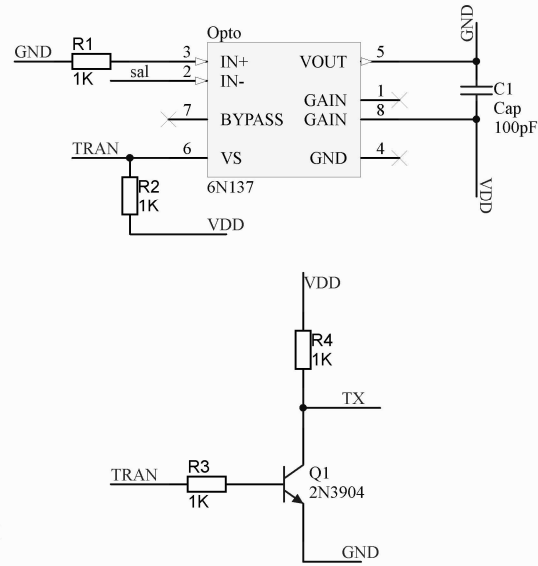 Opto
R1
GND
1K
sal
3
2
7
6
IN+
IN-
BYPASS
VS
VOUT
GAIN
GAIN
GND
5
1
8
4
6N137
GND
C1
Cap
100pF
VDD
TRAN
R2
1K
VDD
VDD
R4
1K
TX
TRAN
R3
1K
Q1
2N3904
GND